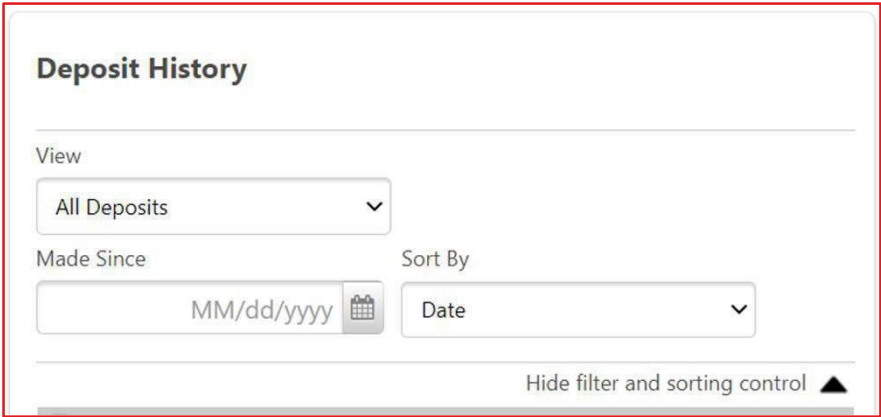 Deposit History
View
All Deposits
Made Since
Sort By
MM/dd/yyyy
Date
Hide filter and sorting control